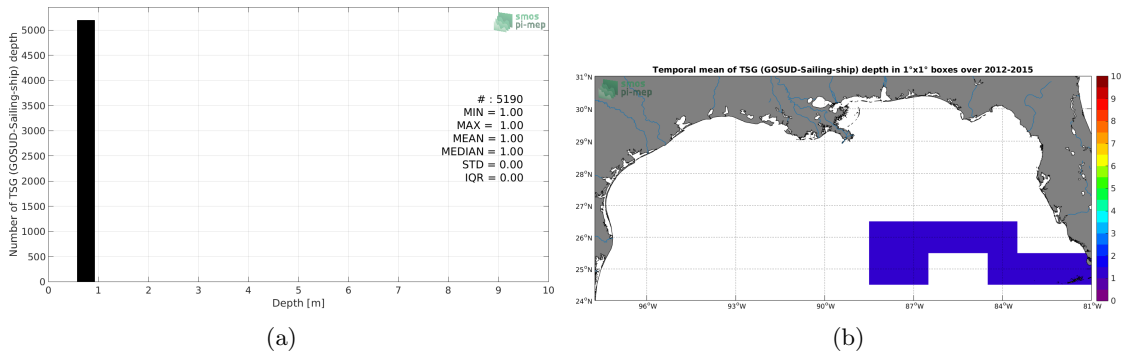 smos
pi-mep
Number of TSG (GOSUD-Sailing-ship) depth
5000
4500
4000
3500
3000
2500
2000
1500
1000
500
0
# : 5190
MIN = 1.00
MAX = 1.00
MEAN = 1.00
MEDIAN = 1.00
STD = 0.00
IQR = 0.00
0 1 2 3 4 5 6 7 8 9 10
Depth [m]
(a)
Temporal mean of TSG (GOSUD-Sailing-ship) depth in 1°x1° boxes over 2012-2015
smos
pi-mep
31°N
30°N
29°N
28°N
27°N
26°N
25°N
24°N
96°W 93°W 90°W 87°W 84°W 81°W
10
9
8
7
6
5
4
3
2
1
0
(b)